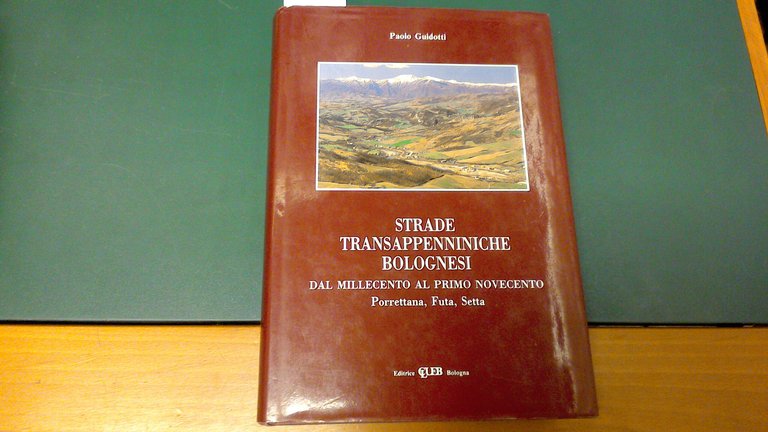 Paolo Guidotti
STRADE
TRANSAPPENNINICHE
BOLOGNESI
DAL MILLECENTO AL PRIMO NOVECENTO
Porrettana, Futa, Setta
Editrice CLUEB Bologna